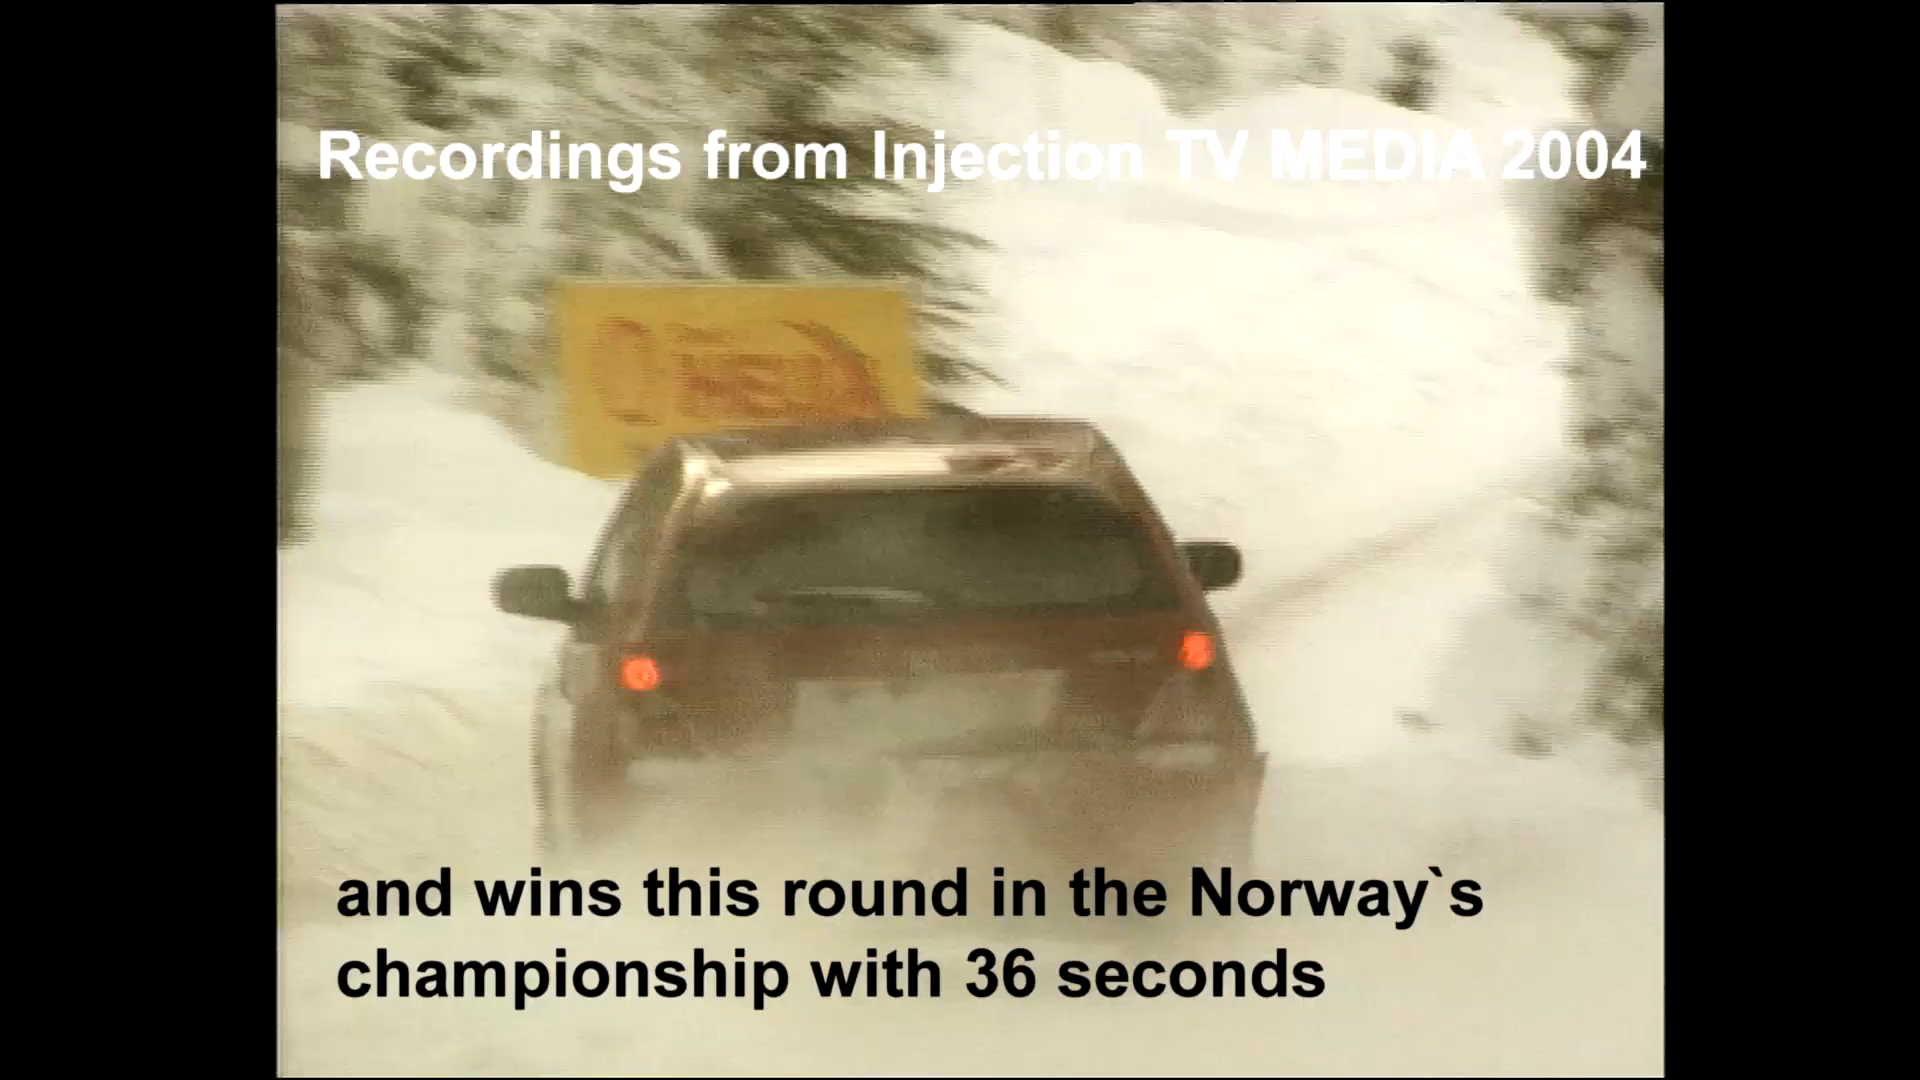 Recordings from Injection TV MEDIA 2004
and wins this round in the Norway`s
championship with 36 seconds